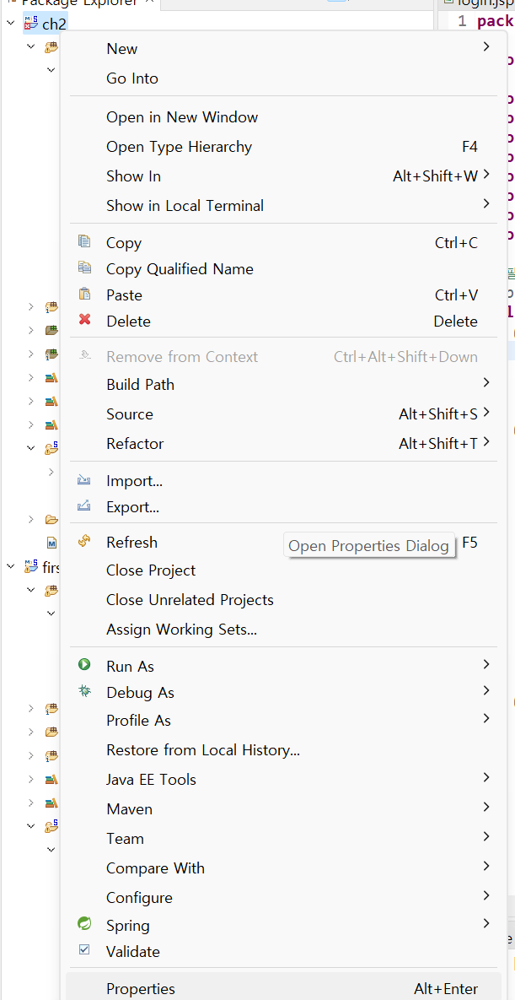 Package Explorer
login.jsp
ch2
1 pack
New
Go Into
Open in New Window
Open Type Hierarchy F4
Show In Alt+Shift+W
Show in Local Terminal
Copy Ctrl+C
Copy Qualified Name
Paste Ctrl+V
Delete Delete
Remove from Context Ctrl+Alt+Shift+Down
Build Path
Source Alt+Shift+S
Refactor Alt+Shift+T
Import...
Export...
Refresh F5
Open Properties Dialog
Close Project
firs
Close Unrelated Projects
Assign Working Sets...
Run As
Debug As
Profile As
Restore from Local History...
Java EE Tools
Maven
Team
Compare With
Configure
Spring
Validate
Properties Alt+Enter